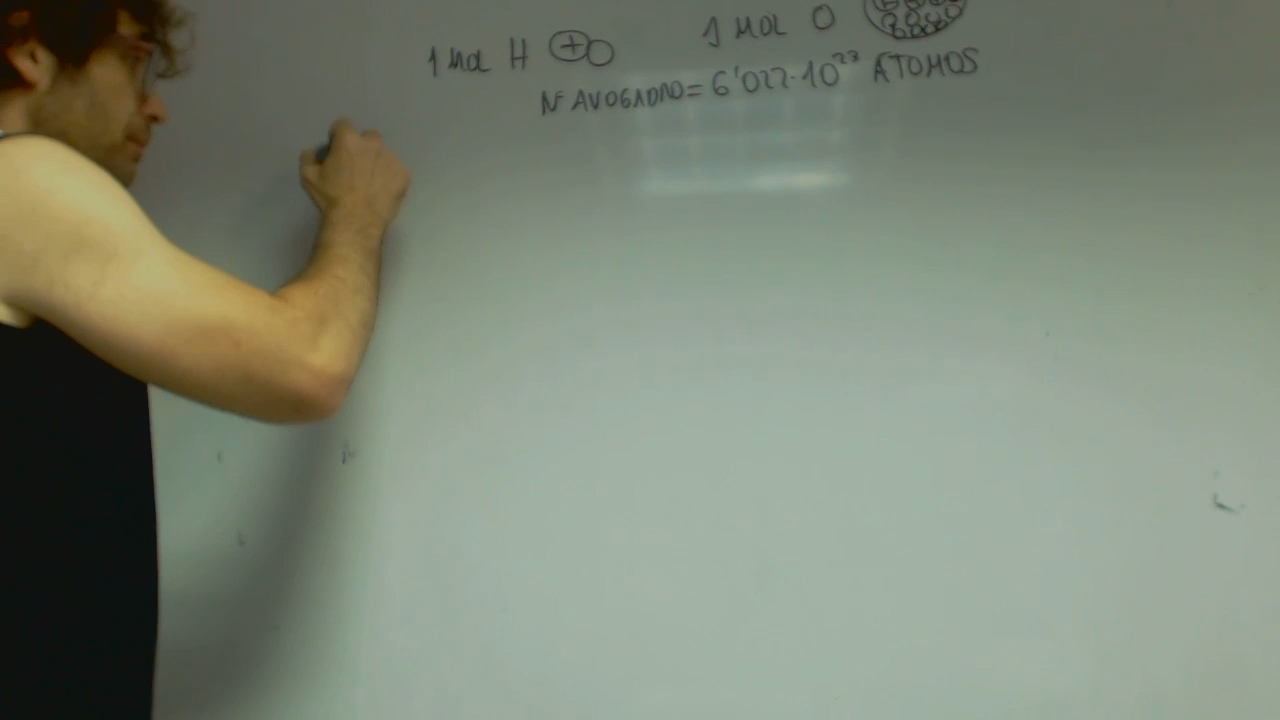 1 Mol H + 1 MOL O
Nº AVOGADRO = 6'022·10²³ ÁTOMOS